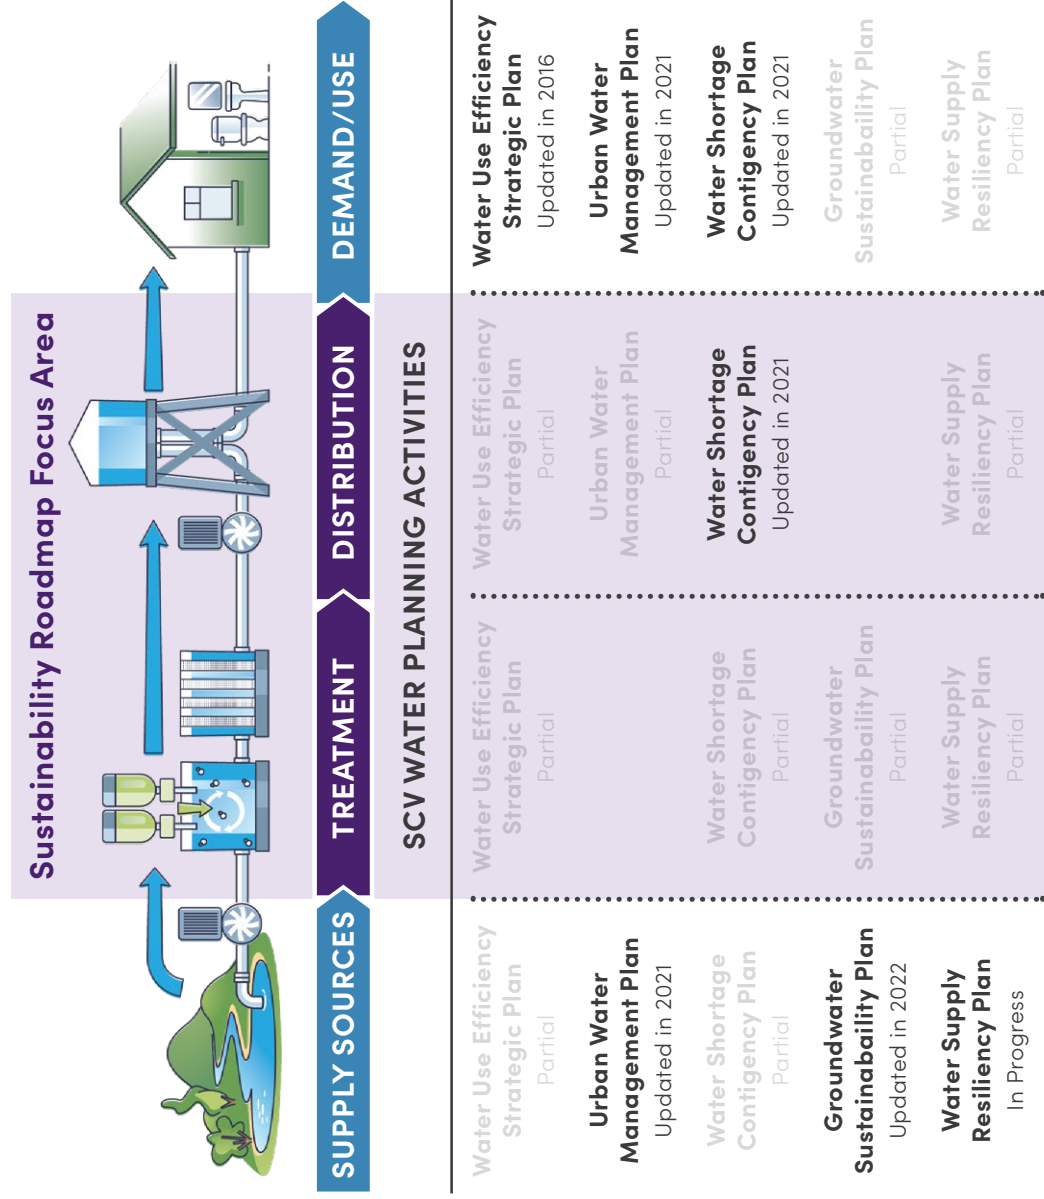 Sustainability Roadmap Focus Area
SUPPLY SOURCES
TREATMENT
DISTRIBUTION
DEMAND/USE
SCV WATER PLANNING ACTIVITIES
Water Use Efficiency
Strategic Plan
Partial
Urban Water
Management Plan
Updated in 2021
Water Shortage
Contigency Plan
Partial
Groundwater
Sustainabaility Plan
Updated in 2022
Water Supply
Resiliency Plan
In Progress
Water Use Efficiency
Strategic Plan
Partial
Water Shortage
Contigency Plan
Partial
Groundwater
Sustainabaility Plan
Partial
Water Supply
Resiliency Plan
Partial
Water Use Efficiency
Strategic Plan
Partial
Urban Water
Management Plan
Partial
Water Shortage
Contigency Plan
Updated in 2021
Water Supply
Resiliency Plan
Partial
Water Use Efficiency
Strategic Plan
Updated in 2016
Urban Water
Management Plan
Updated in 2021
Water Shortage
Contigency Plan
Updated in 2021
Groundwater
Sustainabaility Plan
Partial
Water Supply
Resiliency Plan
Partial